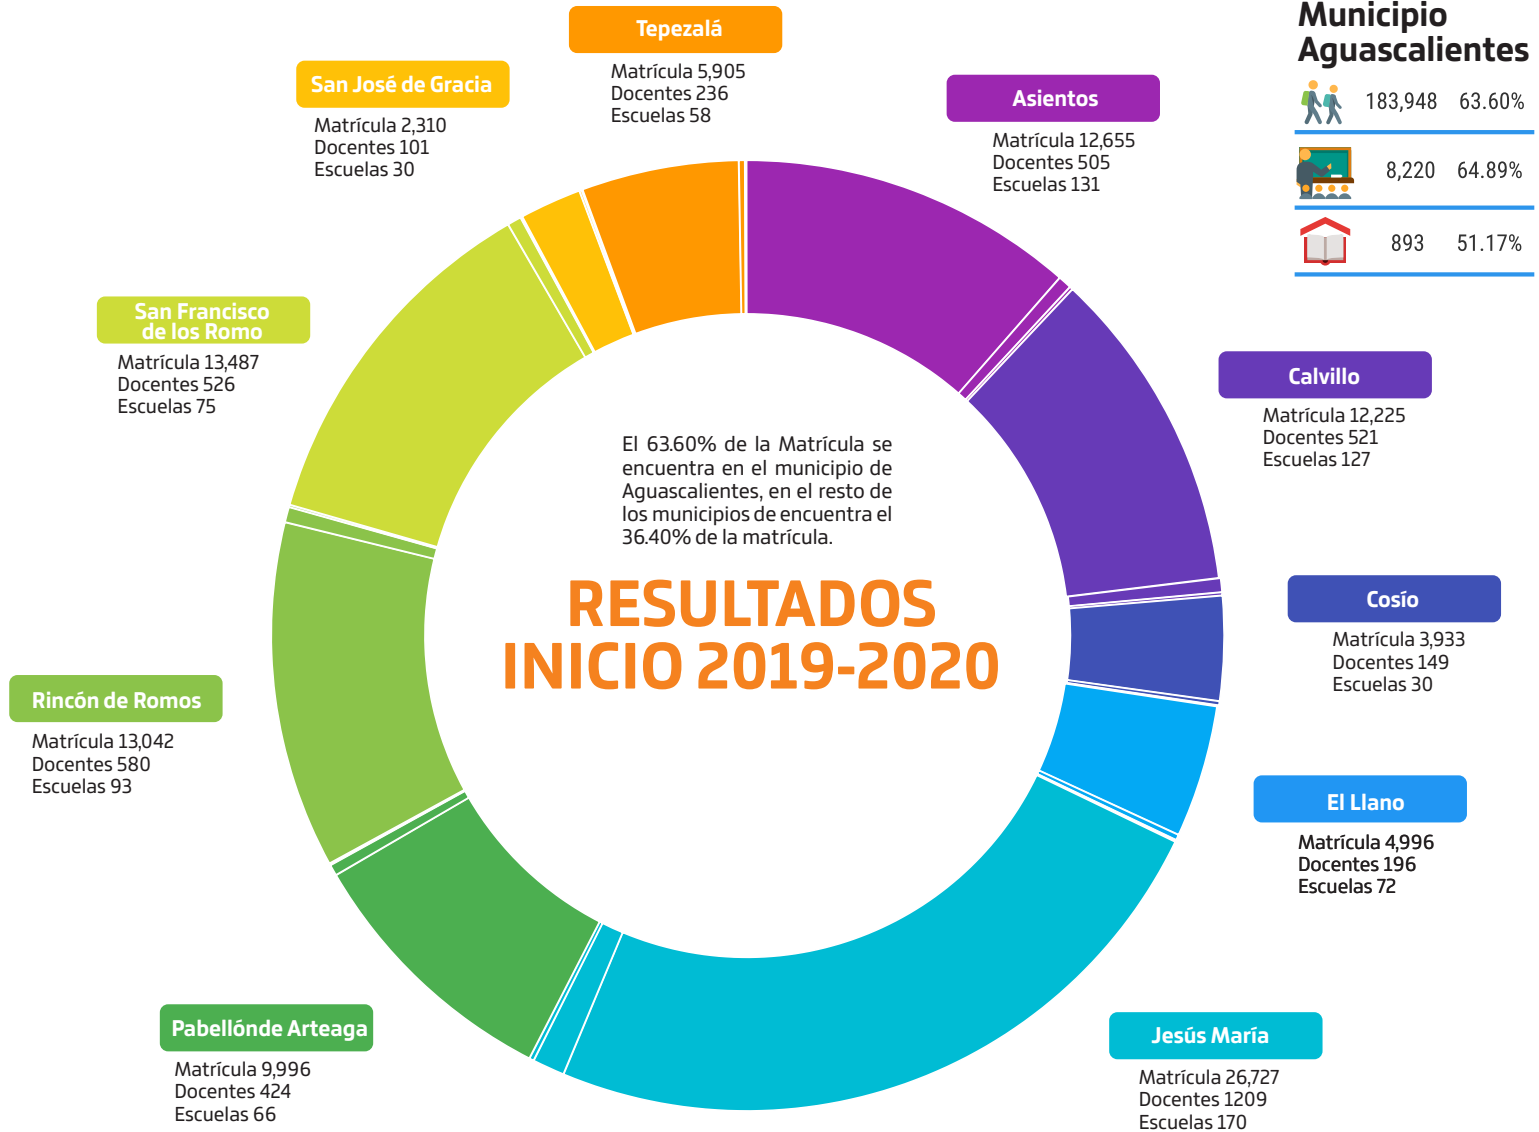 Municipio
Aguascalientes
183,948 63.60%
8,220 64.89%
893 51.17%
Tepezalá
Matrícula 5,905
Docentes 236
Escuelas 58
San José de Gracia
Matrícula 2,310
Docentes 101
Escuelas 30
Asientos
Matrícula 12,655
Docentes 505
Escuelas 131
San Francisco
de los Romo
Matrícula 13,487
Docentes 526
Escuelas 75
Calvillo
Matrícula 12,225
Docentes 521
Escuelas 127
El 63.60% de la Matrícula se
encuentra en el municipio de
Aguascalientes, en el resto de
los municipios de encuentra el
36.40% de la matrícula.
RESULTADOS
INICIO 2019-2020
Cosío
Matrícula 3,933
Docentes 149
Escuelas 30
Rincón de Romos
Matrícula 13,042
Docentes 580
Escuelas 93
El Llano
Matrícula 4,996
Docentes 196
Escuelas 72
Pabellónde Arteaga
Matrícula 9,996
Docentes 424
Escuelas 66
Jesús María
Matrícula 26,727
Docentes 1209
Escuelas 170